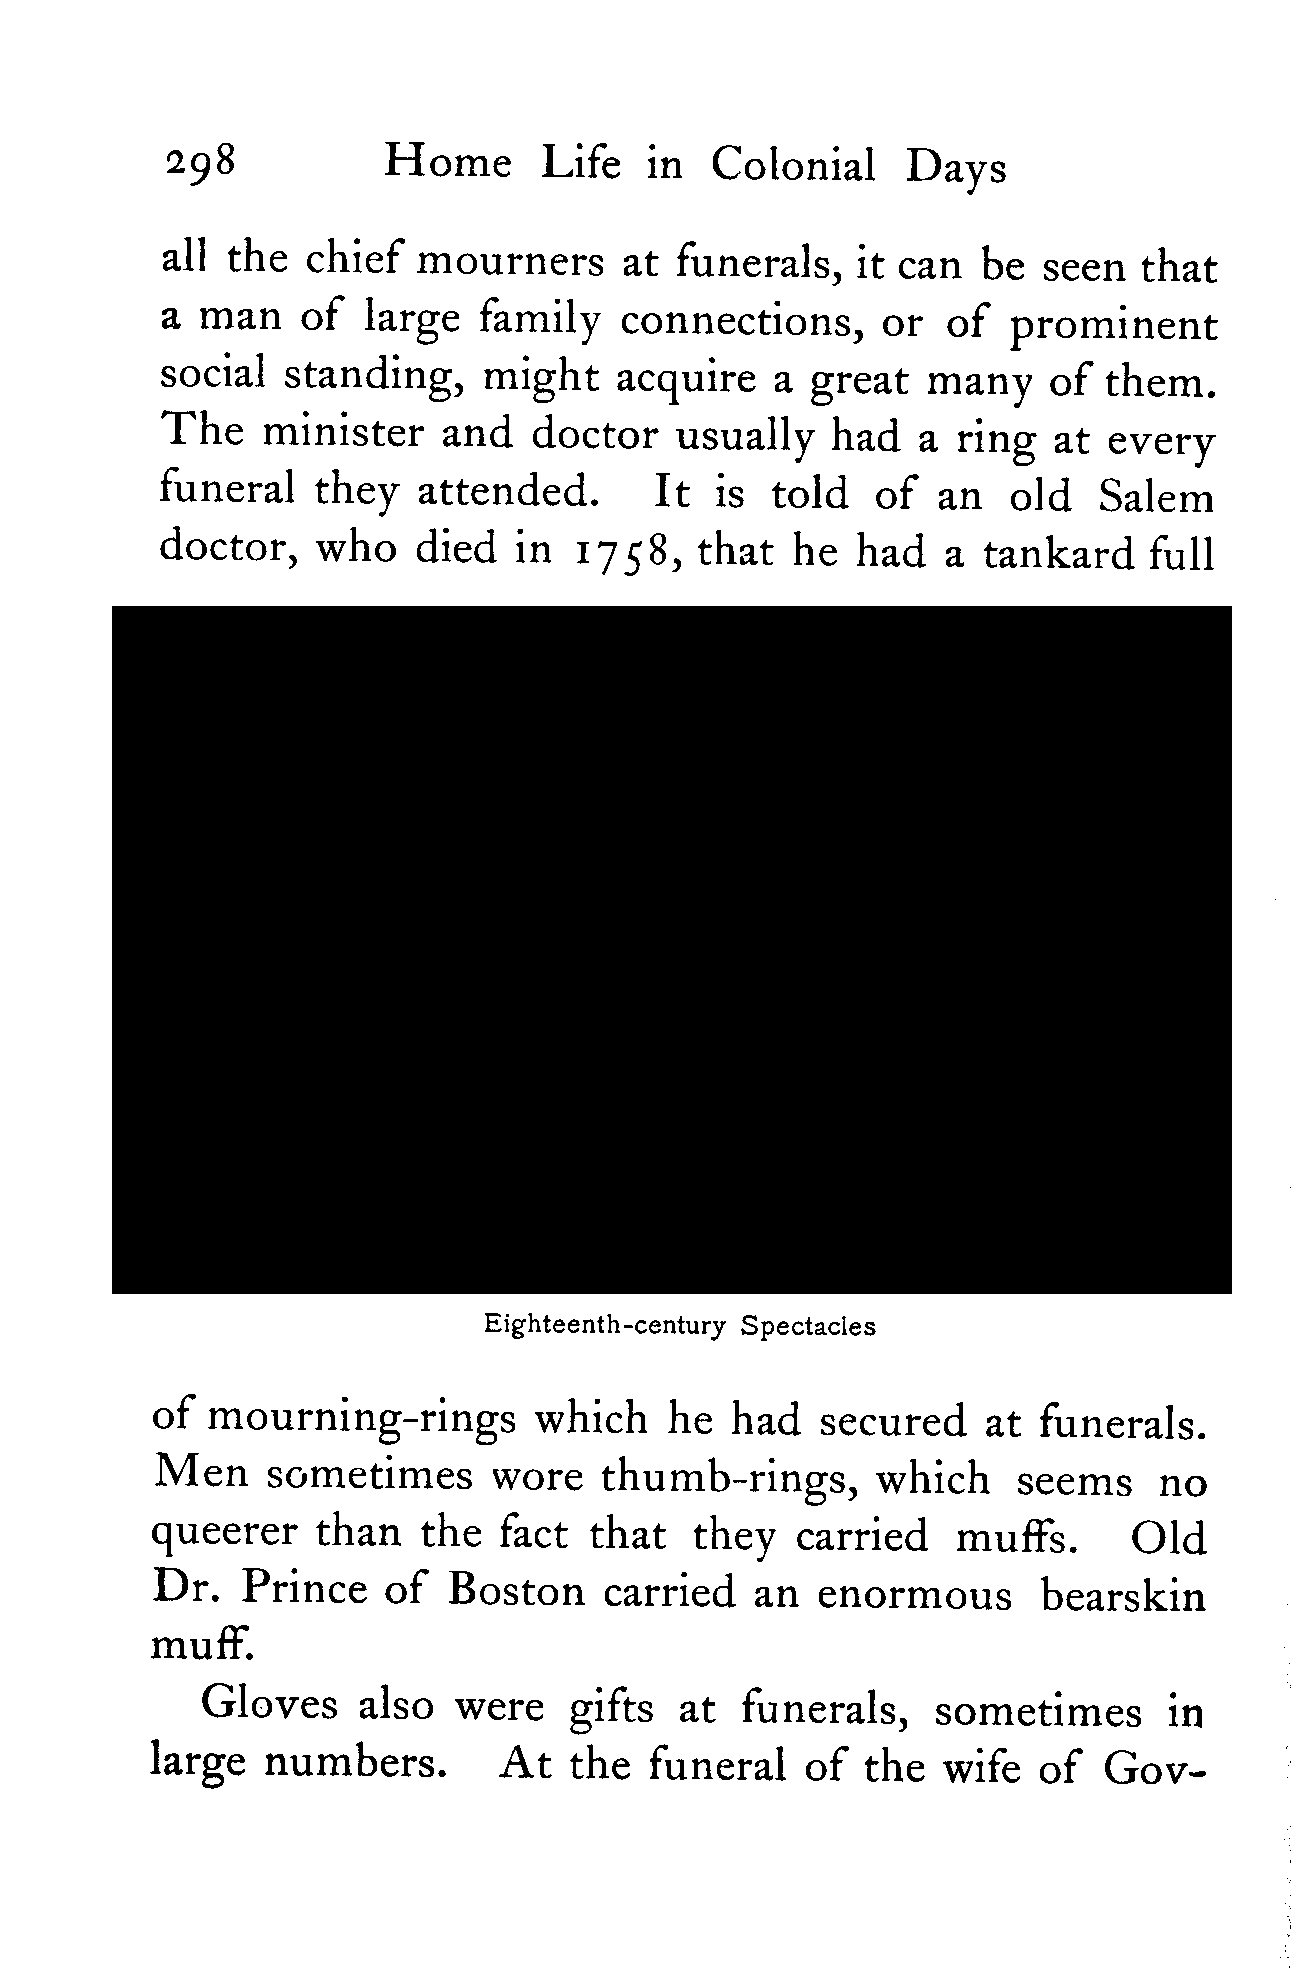 298 Home Life in Colonial Days
all the chief mourners at funerals, it can be seen that
a man of large family connections, or of prominent
social standing, might acquire a great many of them.
The minister and doctor usually had a ring at every
funeral they attended. It is told of an old Salem
doctor, who died in 1758, that he had a tankard full
Eighteenth-century Spectacles
of mourning-rings which he had secured at funerals.
Men sometimes wore thumb-rings, which seems no
queerer than the fact that they carried muffs. Old
Dr. Prince of Boston carried an enormous bearskin
muff.
Gloves also were gifts at funerals, sometimes in
large numbers. At the funeral of the wife of Gov-